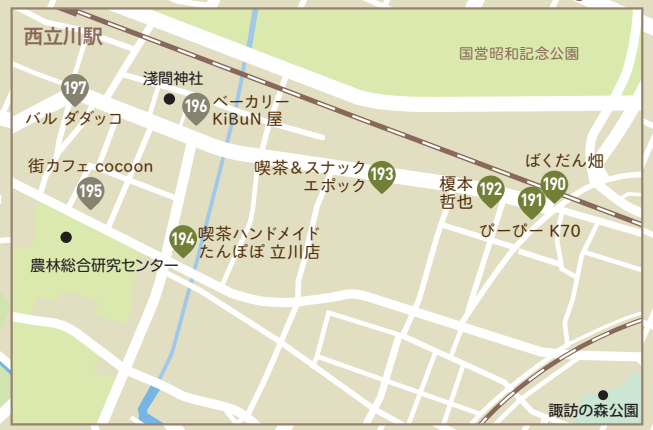 西立川駅
国営昭和記念公園
淺間神社
197
バル ダダッコ
196
ベーカリー
KiBuN 屋
街カフェ cocoon
195
喫茶＆スナック
エポック
193
榎本
哲也
192
ばくだん畑
190
191
びーびー K70
194
喫茶ハンドメイド
たんぽぽ 立川店
農林総合研究センター
諏訪の森公園